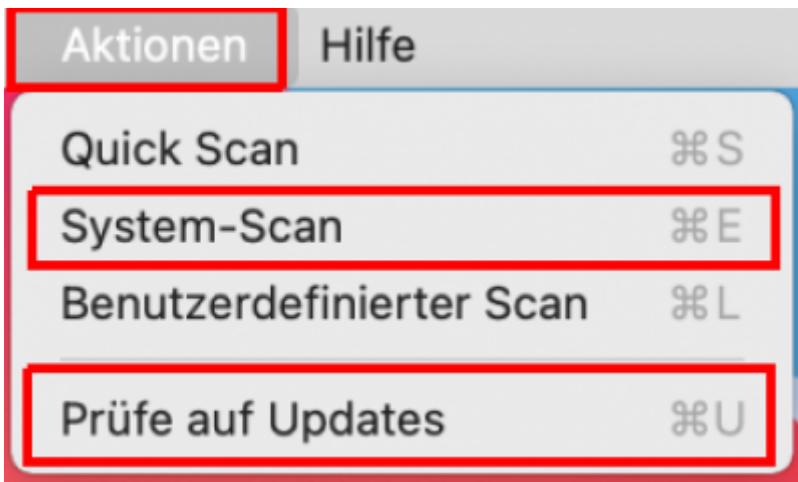 Aktionen Hilfe
Quick Scan ⌘S
System-Scan ⌘E
Benutzerdefinierter Scan ⌘L
Prüfe auf Updates ⌘U